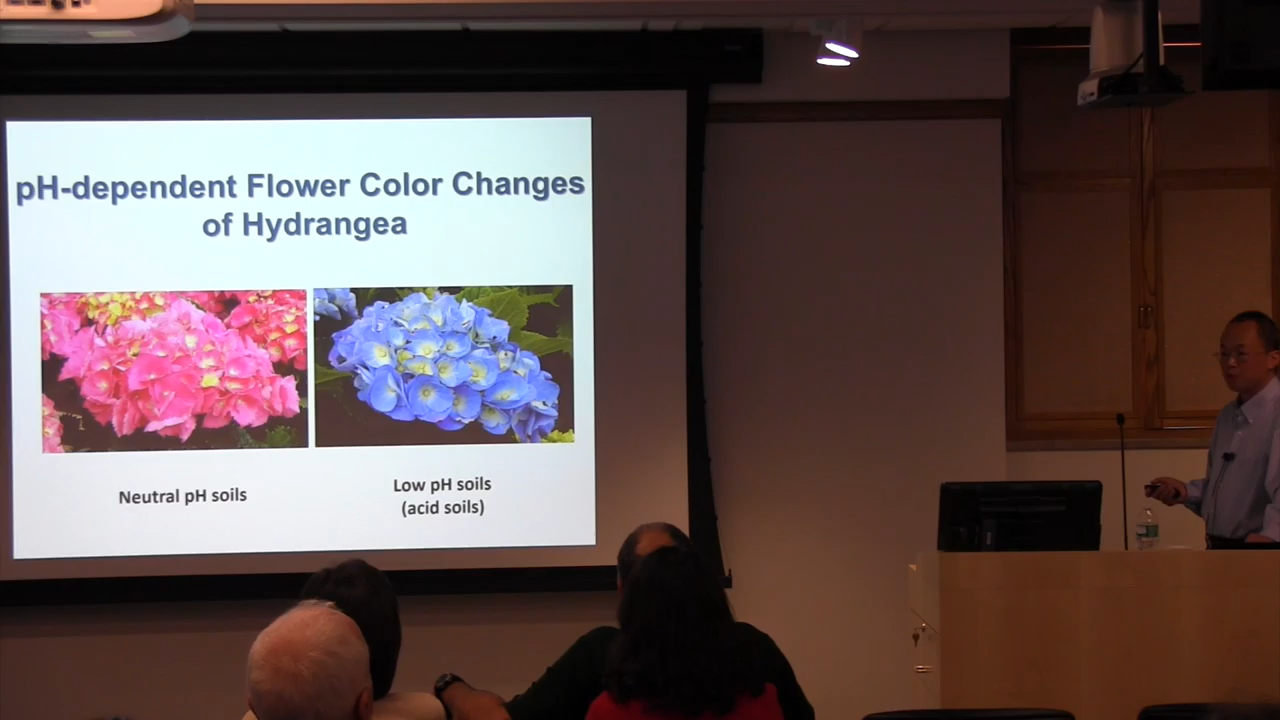 pH-dependent Flower Color Changes
of Hydrangea
Neutral pH soils
Low pH soils
(acid soils)